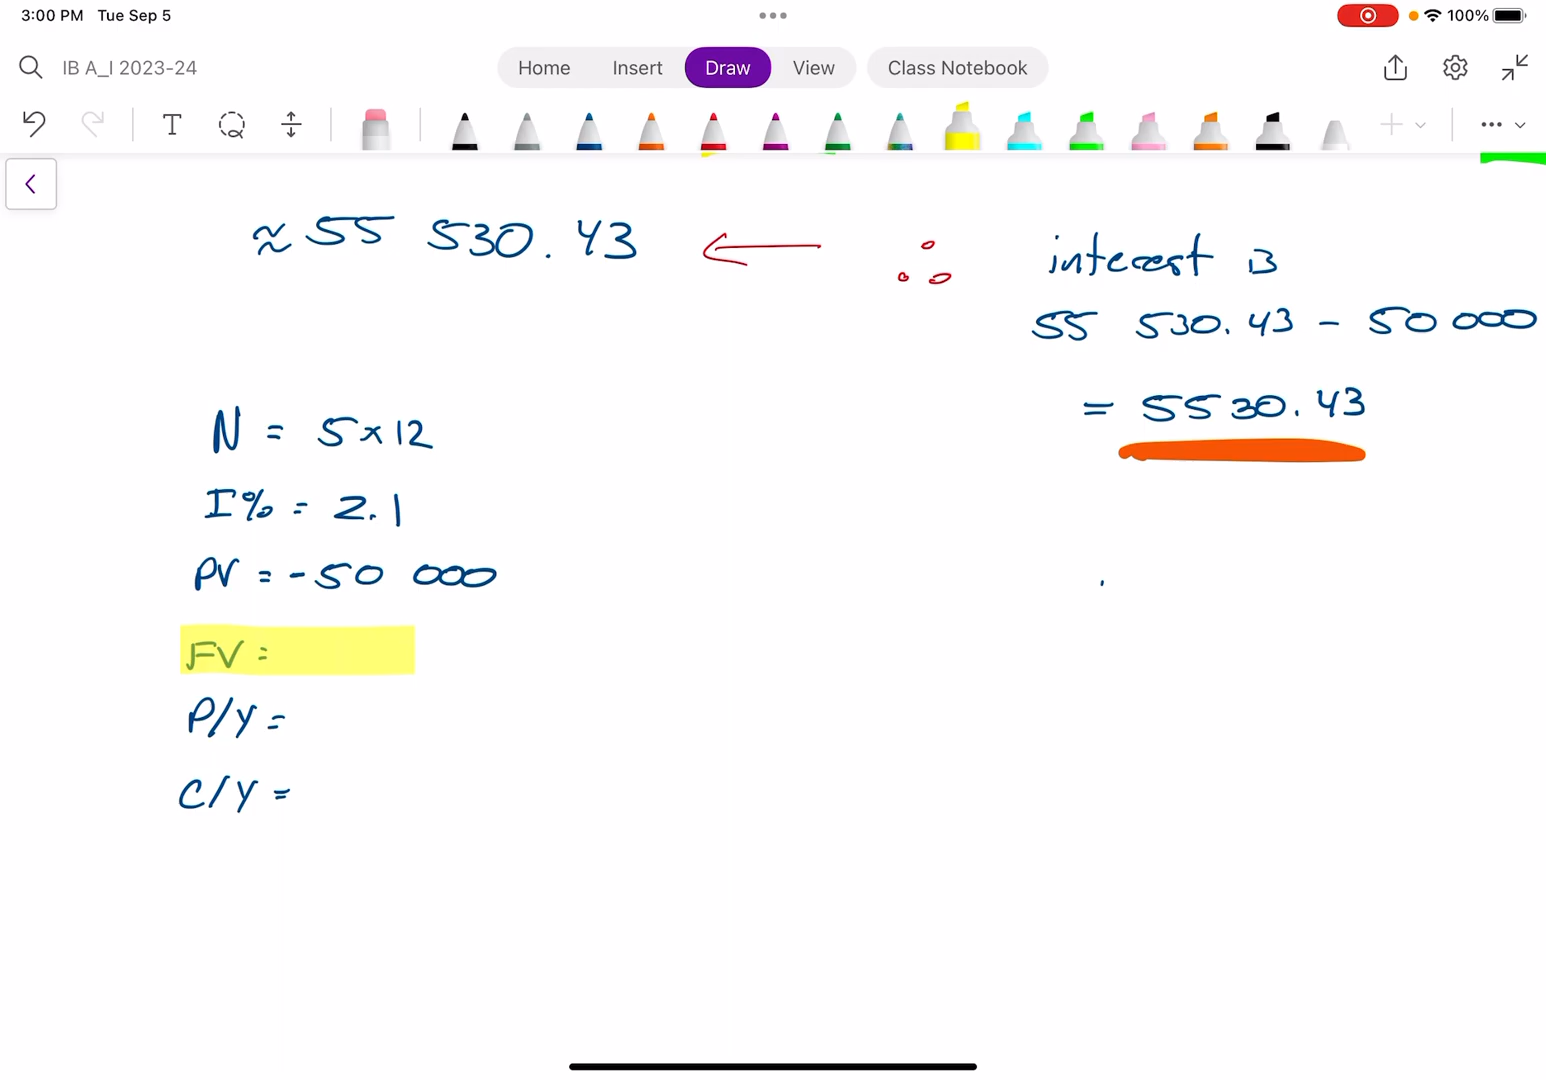 3:00 PM Tue Sep 5
100%
IB A_I 2023-24
Home Insert Draw View Class Notebook
T
≈ 55 530.43 ← ∴ interest is
55 530.43 - 50 000
= 5530.43
N = 5×12
I% = 2.1
PV = -50 000
FV =
P/Y =
C/Y =